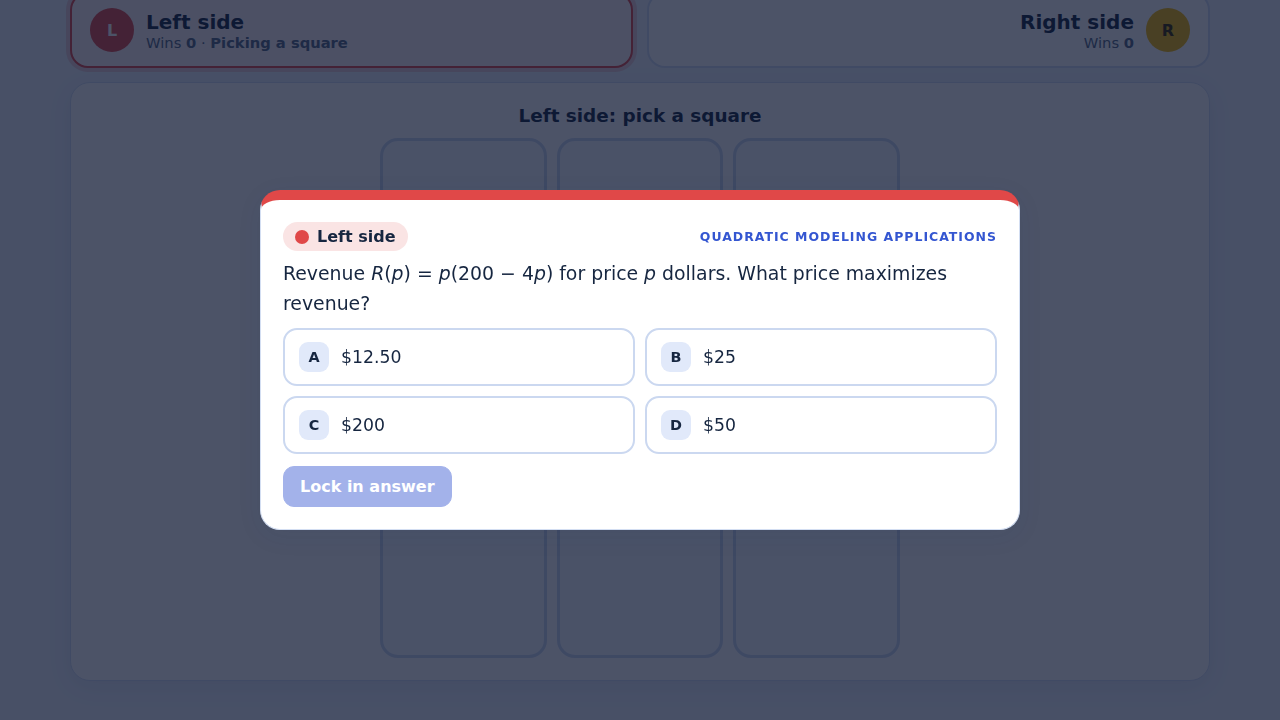 L
Left side
Wins 0 · Picking a square
Right side
Wins 0
R
Left side: pick a square
Left side
QUADRATIC MODELING APPLICATIONS
Revenue R(p) = p(200 − 4p) for price p dollars. What price maximizes
revenue?
A $12.50
B $25
C $200
D $50
Lock in answer